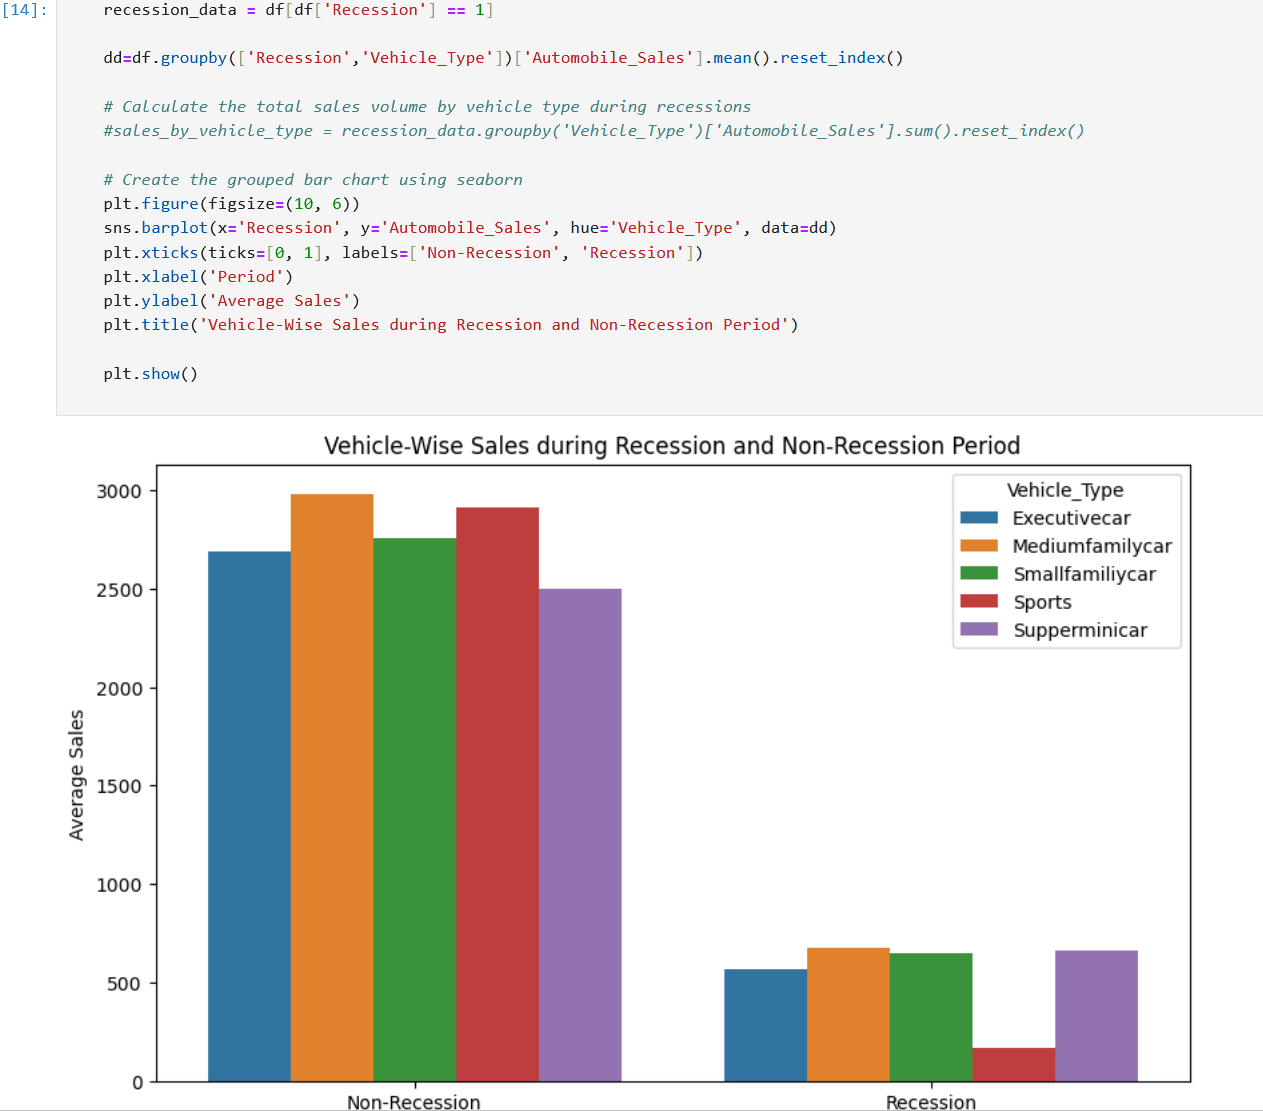 [14]: recession_data = df[df['Recession'] == 1]
dd=df.groupby(['Recession','Vehicle_Type'])['Automobile_Sales'].mean().reset_index()
# Calculate the total sales volume by vehicle type during recessions
#sales_by_vehicle_type = recession_data.groupby('Vehicle_Type')['Automobile_Sales'].sum().reset_index()
# Create the grouped bar chart using seaborn
plt.figure(figsize=(10, 6))
sns.barplot(x='Recession', y='Automobile_Sales', hue='Vehicle_Type', data=dd)
plt.xticks(ticks=[0, 1], labels=['Non-Recession', 'Recession'])
plt.xlabel('Period')
plt.ylabel('Average Sales')
plt.title('Vehicle-Wise Sales during Recession and Non-Recession Period')
plt.show()
Vehicle-Wise Sales during Recession and Non-Recession Period
3000
2500
2000
1500
1000
500
0
Average Sales
Vehicle_Type
Executivecar
Mediumfamilycar
Smallfamiliycar
Sports
Supperminicar
Non-Recession
Recession